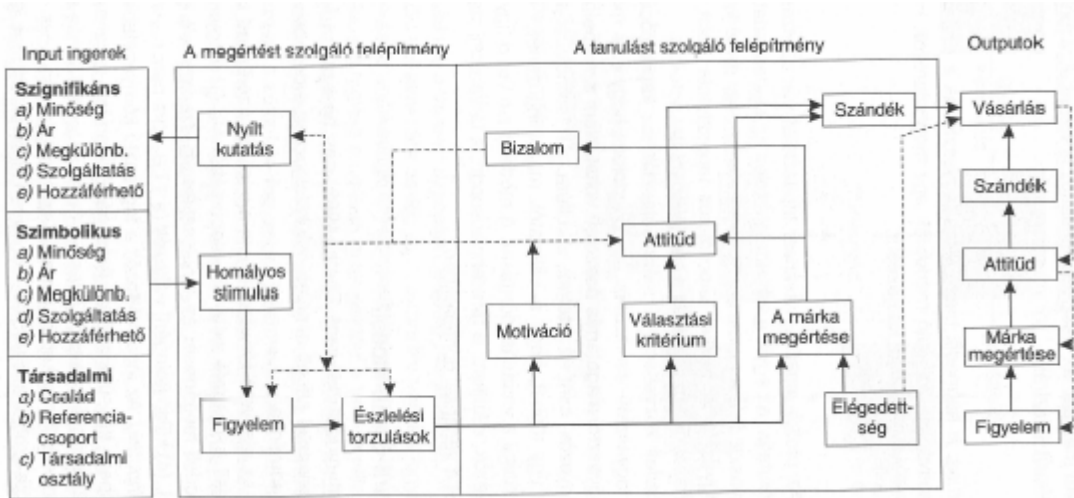 Input ingerek
A megértést szolgáló felépítmény
A tanulást szolgáló felépítmény
Outputok
Szignifikáns
a) Minőség
b) Ár
c) Megkülönb.
d) Szolgáltatás
e) Hozzáférhető
Szimbolikus
a) Minőség
b) Ár
c) Megkülönb.
d) Szolgáltatás
e) Hozzáférhető
Társadalmi
a) Család
b) Referencia-
csoport
c) Társadalmi
osztály
Nyílt
kutatás
Homályos
stimulus
Figyelem
Észlelési
torzulások
Bizalom
Motiváció
Attitűd
Választási
kritérium
Szándék
A márka
megértése
Elégedett-
ség
Vásárlás
Szándék
Attitűd
Márka
megértése
Figyelem